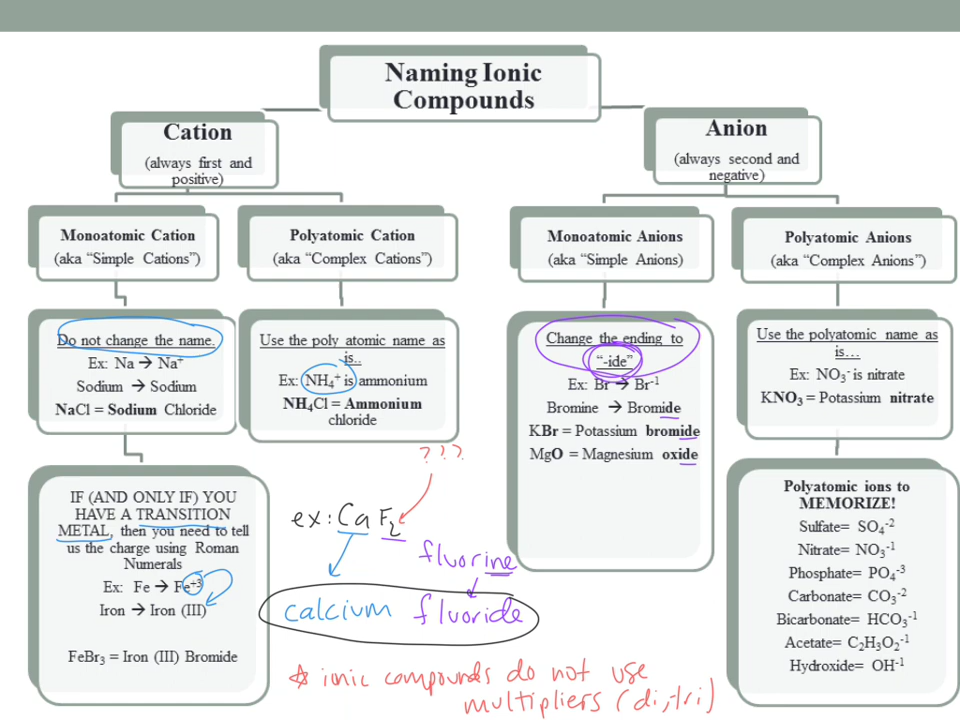 Naming Ionic
Compounds
Cation
(always first and
positive)
Anion
(always second and
negative)
Monoatomic Cation
(aka “Simple Cations”)
Polyatomic Cation
(aka “Complex Cations”)
Monoatomic Anions
(aka “Simple Anions)
Polyatomic Anions
(aka “Complex Anions”)
Do not change the name.
Ex: Na → Na⁺
Sodium → Sodium
NaCl = Sodium Chloride
Use the poly atomic name as
is..
Ex: NH₄⁺ is ammonium
NH₄Cl = Ammonium
chloride
Change the ending to
“-ide”
Ex: Br → Br⁻¹
Bromine → Bromide
KBr = Potassium bromide
MgO = Magnesium oxide
Use the polyatomic name as
is…
Ex: NO₃⁻ is nitrate
KNO₃ = Potassium nitrate
IF (AND ONLY IF) YOU
HAVE A TRANSITION
METAL, then you need to tell
us the charge using Roman
Numerals
Ex: Fe → Fe⁺³
Iron → Iron (III)
FeBr₃ = Iron (III) Bromide
???
ex: CaF₂
fluorine
calcium fluoride
☆ ionic compounds do not use
multipliers (di, tri)
Polyatomic ions to
MEMORIZE!
Sulfate= SO₄⁻²
Nitrate= NO₃⁻¹
Phosphate= PO₄⁻³
Carbonate= CO₃⁻²
Bicarbonate= HCO₃⁻¹
Acetate= C₂H₃O₂⁻¹
Hydroxide= OH⁻¹